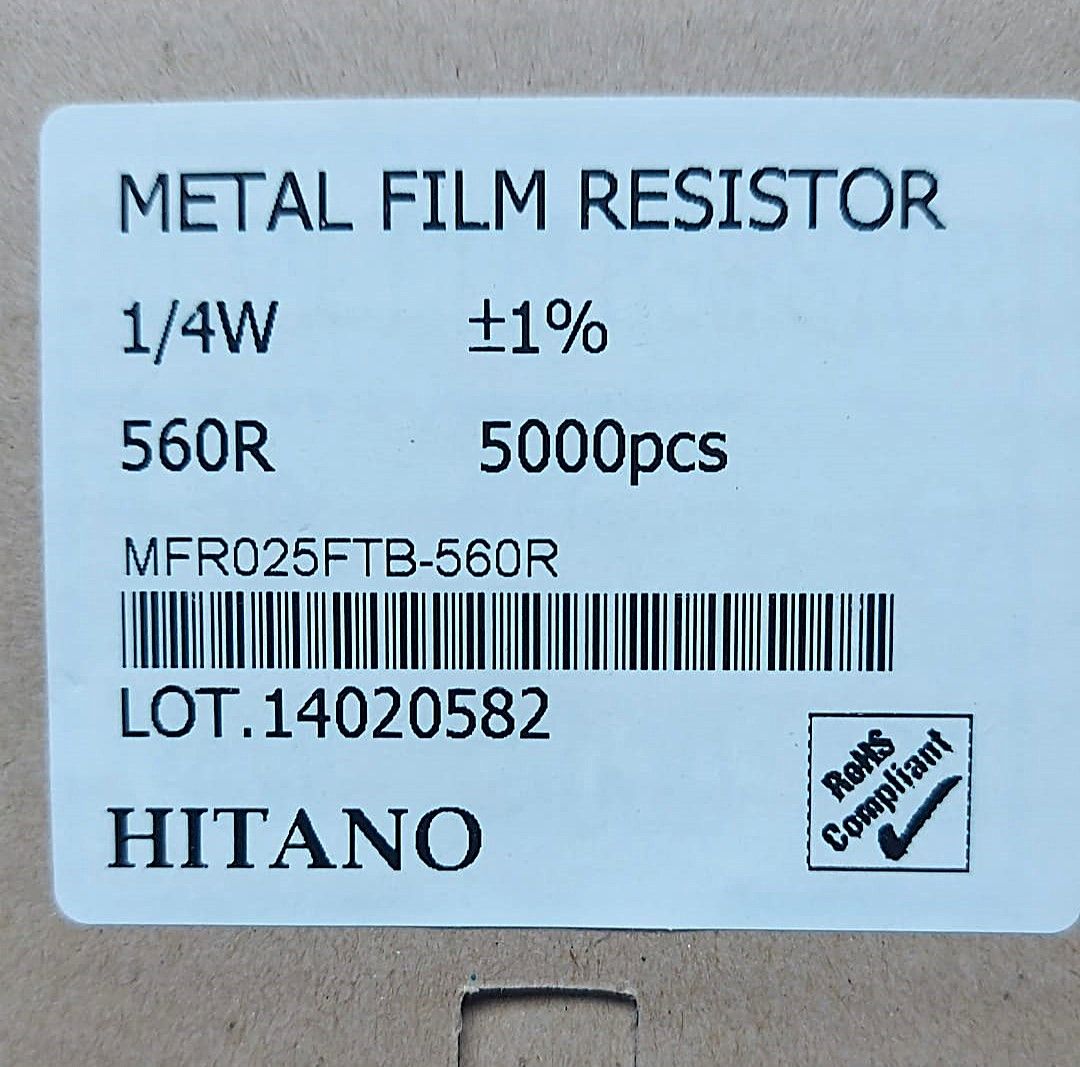 METAL FILM RESISTOR
1/4W ±1%
560R 5000pcs
MFR025FTB-560R
LOT.14020582
HITANO
RoHS
Compliant